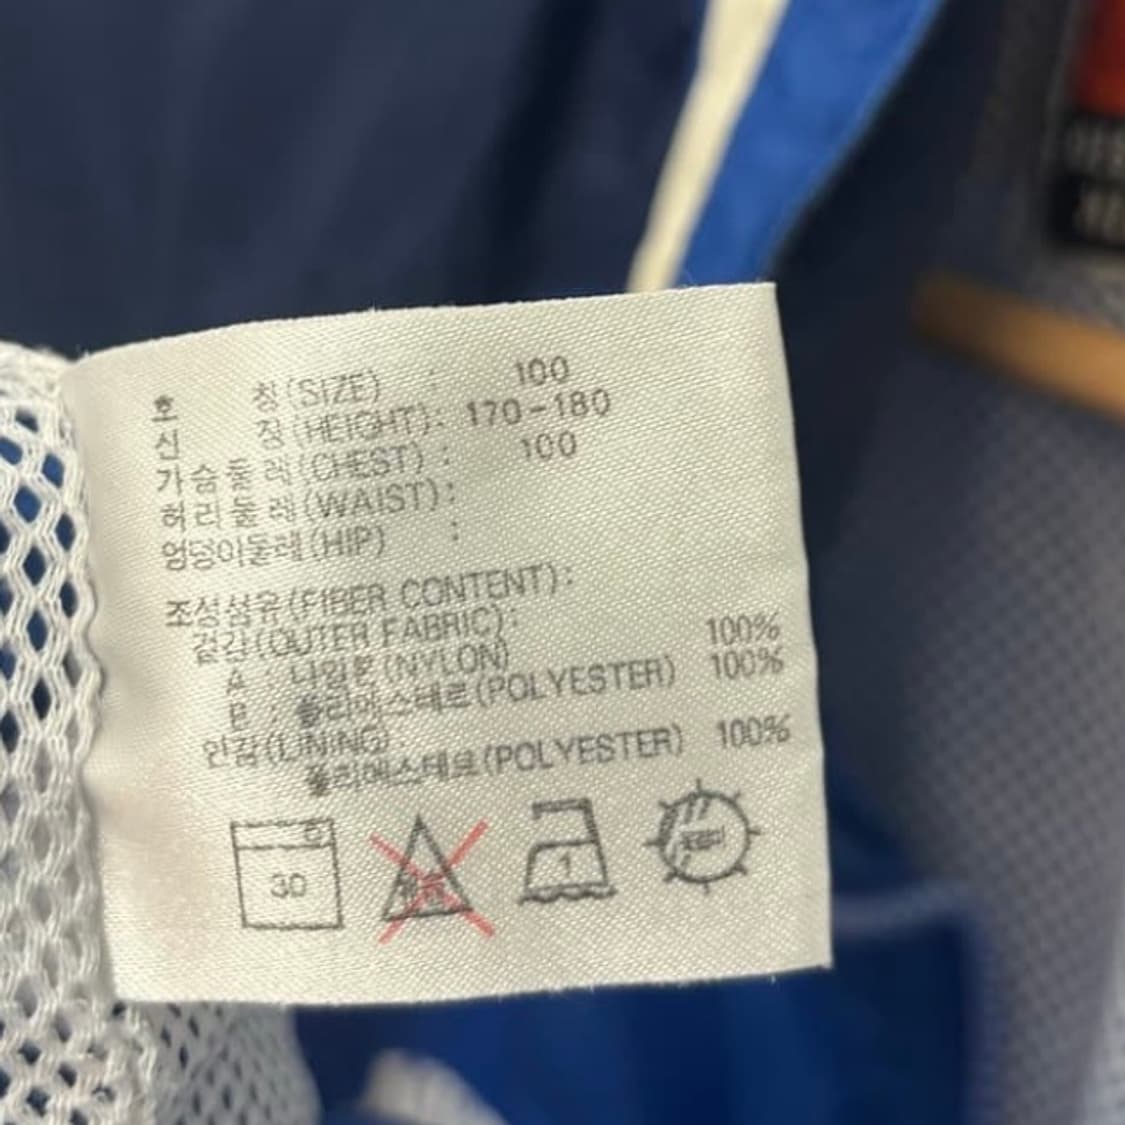 호 칭(SIZE) : 100
신 장(HEIGHT): 170-180
가슴둘레(CHEST) : 100
허리둘레(WAIST):
엉덩이둘레(HIP) :
조성섬유(FIBER CONTENT):
겉감(OUTER FABRIC):
A : 나일론(NYLON) 100%
B : 폴리에스테르(POLYESTER) 100%
안감(LINING):
폴리에스테르(POLYESTER) 100%
30
1